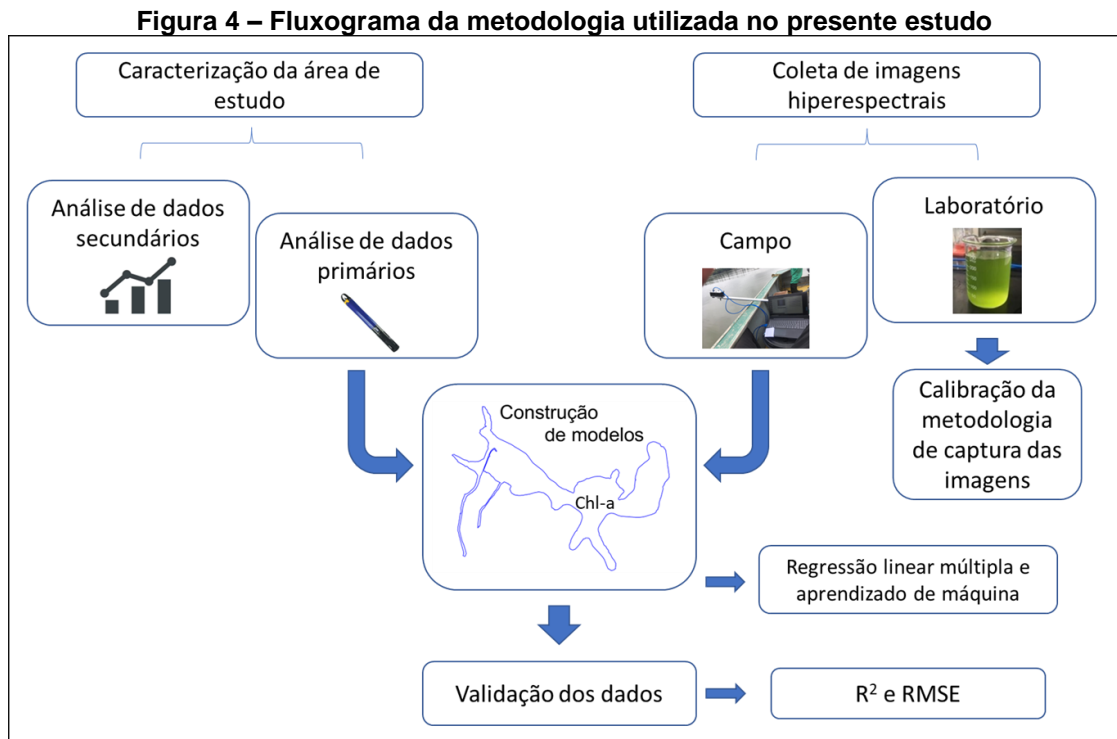 Figura 4 – Fluxograma da metodologia utilizada no presente estudo
Caracterização da área de
estudo
Coleta de imagens
hiperespectrais
Análise de dados
secundários
Análise de dados
primários
Campo
Laboratório
Construção
de modelos
Chl-a
Calibração da
metodologia
de captura das
imagens
Regressão linear múltipla e
aprendizado de máquina
Validação dos dados
R² e RMSE